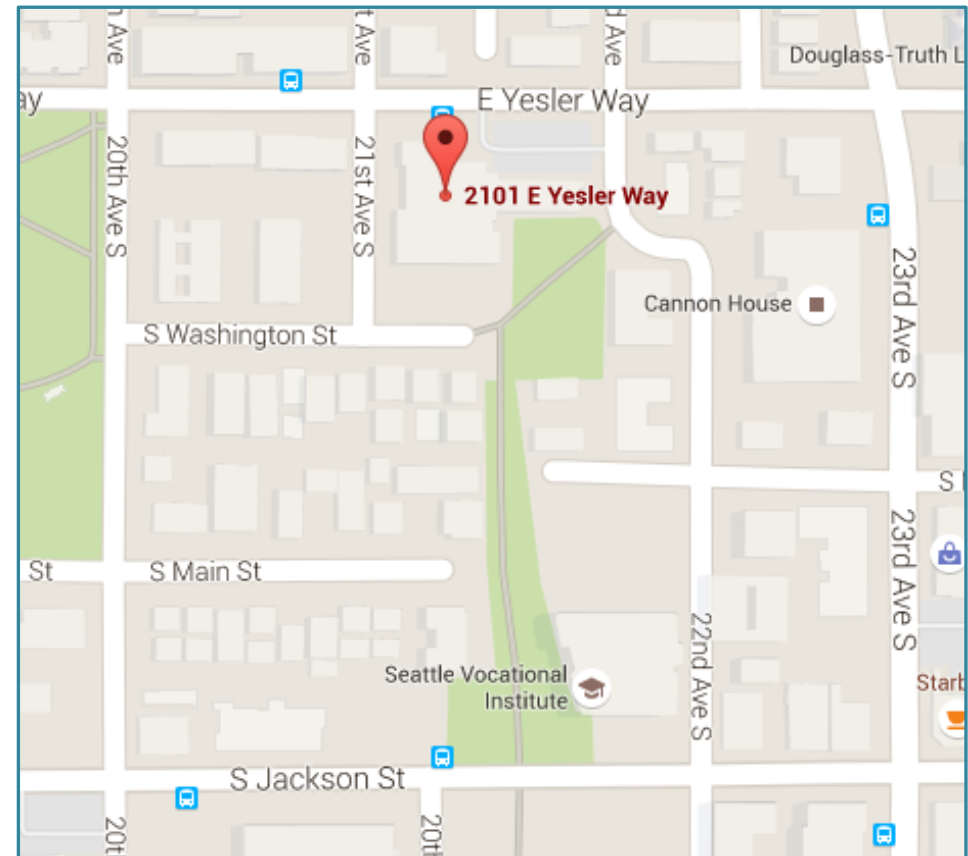 n Ave
t Ave
d Ave
Douglass-Truth L
ay
E Yesler Way
20th Ave S
21st Ave S
2101 E Yesler Way
23rd Ave S
Cannon House
S Washington St
S
23rd Ave S
St
S Main St
22nd Ave S
Seattle Vocational
Institute
Starb
S Jackson St
20t
20th